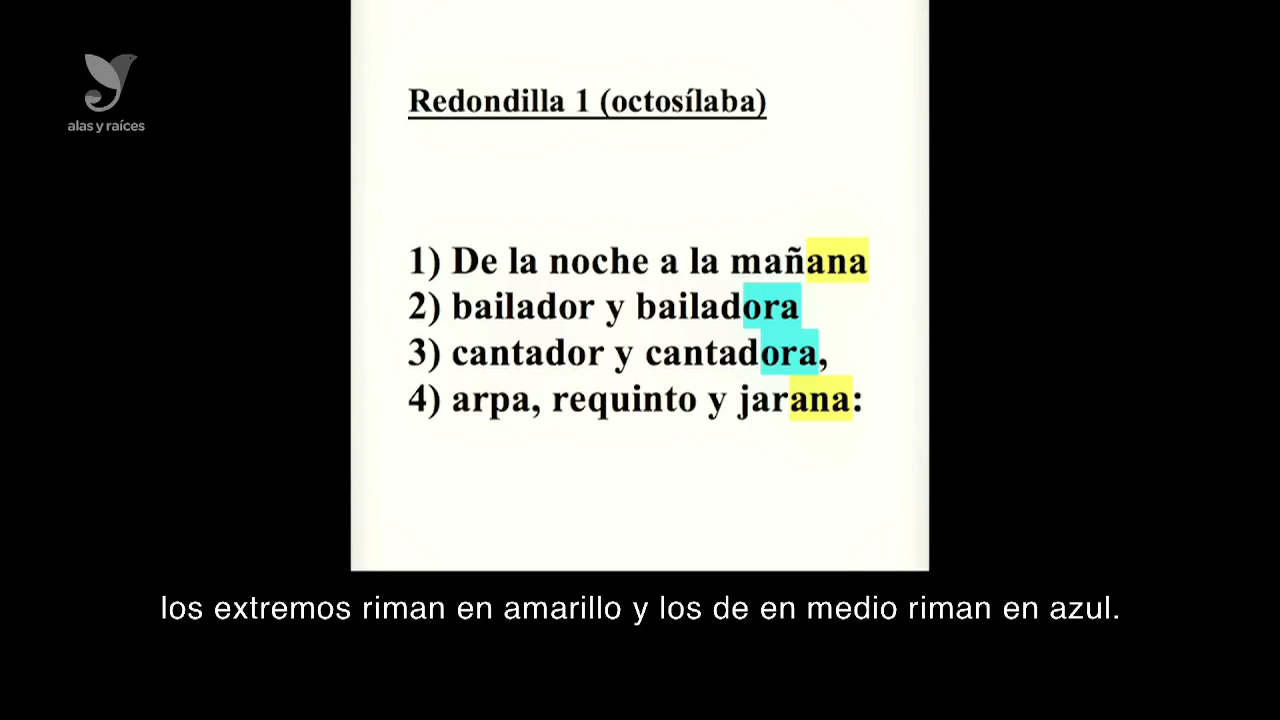 alas y raíces
Redondilla 1 (octosílaba)
1) De la noche a la mañana
2) bailador y bailadora
3) cantador y cantadora,
4) arpa, requinto y jarana:
los extremos riman en amarillo y los de en medio riman en azul.